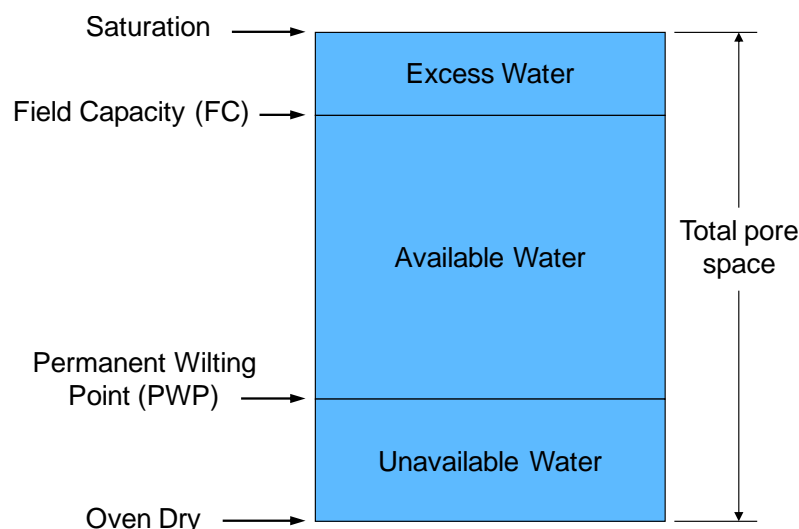 Saturation
Excess Water
Field Capacity (FC)
Total pore
space
Available Water
Permanent Wilting
Point (PWP)
Unavailable Water
Oven Dry